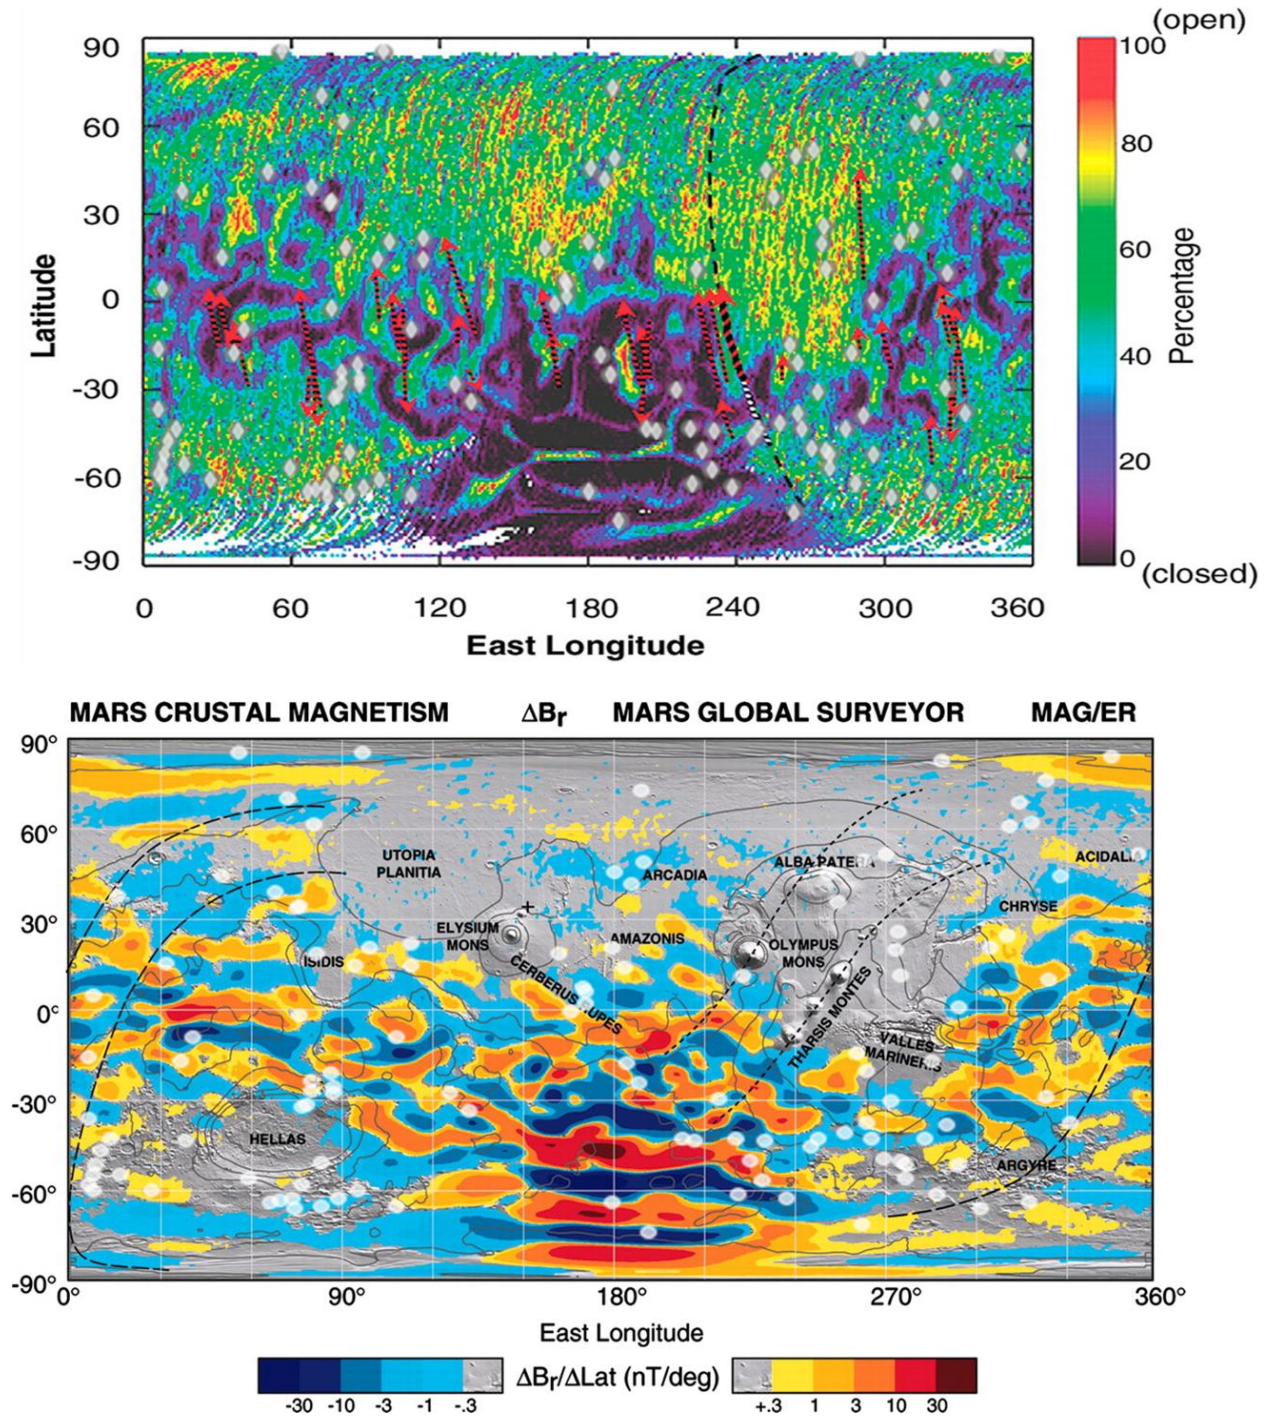 (open)
90
60
30
0
-30
-60
-90
Latitude
0 60 120 180 240 300 360
East Longitude
100
80
60
40
20
0
Percentage
(closed)
MARS CRUSTAL MAGNETISM ΔBr MARS GLOBAL SURVEYOR MAG/ER
90°
60°
30°
0°
-30°
-60°
-90°
UTOPIA
PLANITIA
ALBA PATERA
ARCADIA
ACIDALIA
CHRYSE
ELYSIUM
MONS
AMAZONIS
OLYMPUS
MONS
ISIDIS
CERBERUS RUPES
THARSIS MONTES
VALLES
MARINERIS
HELLAS
ARGYRE
0° 90° 180° 270° 360°
East Longitude
ΔBr/ΔLat (nT/deg)
-30 -10 -3 -1 -.3 +.3 1 3 10 30